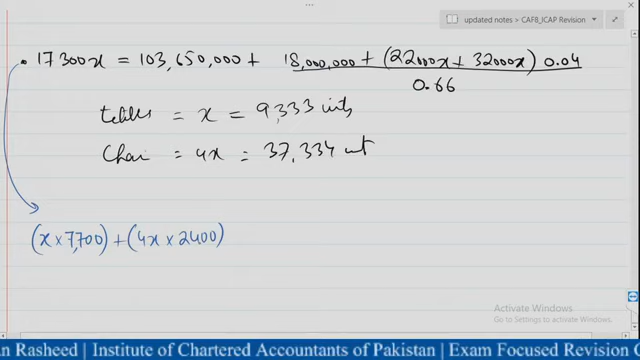 updated notes > CAF8_ICAP Revision
17300x = 103,650,000 + 18,000,000 + (22000x + 32000x) 0.04
0.66
tables = x = 9,333 units
Chair = 4x = 37,334 unit
(x × 7,700) + (4x × 2400)
Activate Windows
Go to Settings to activate Windows.
an Rasheed | Institute of Chartered Accountants of Pakistan | Exam Focused Revision C